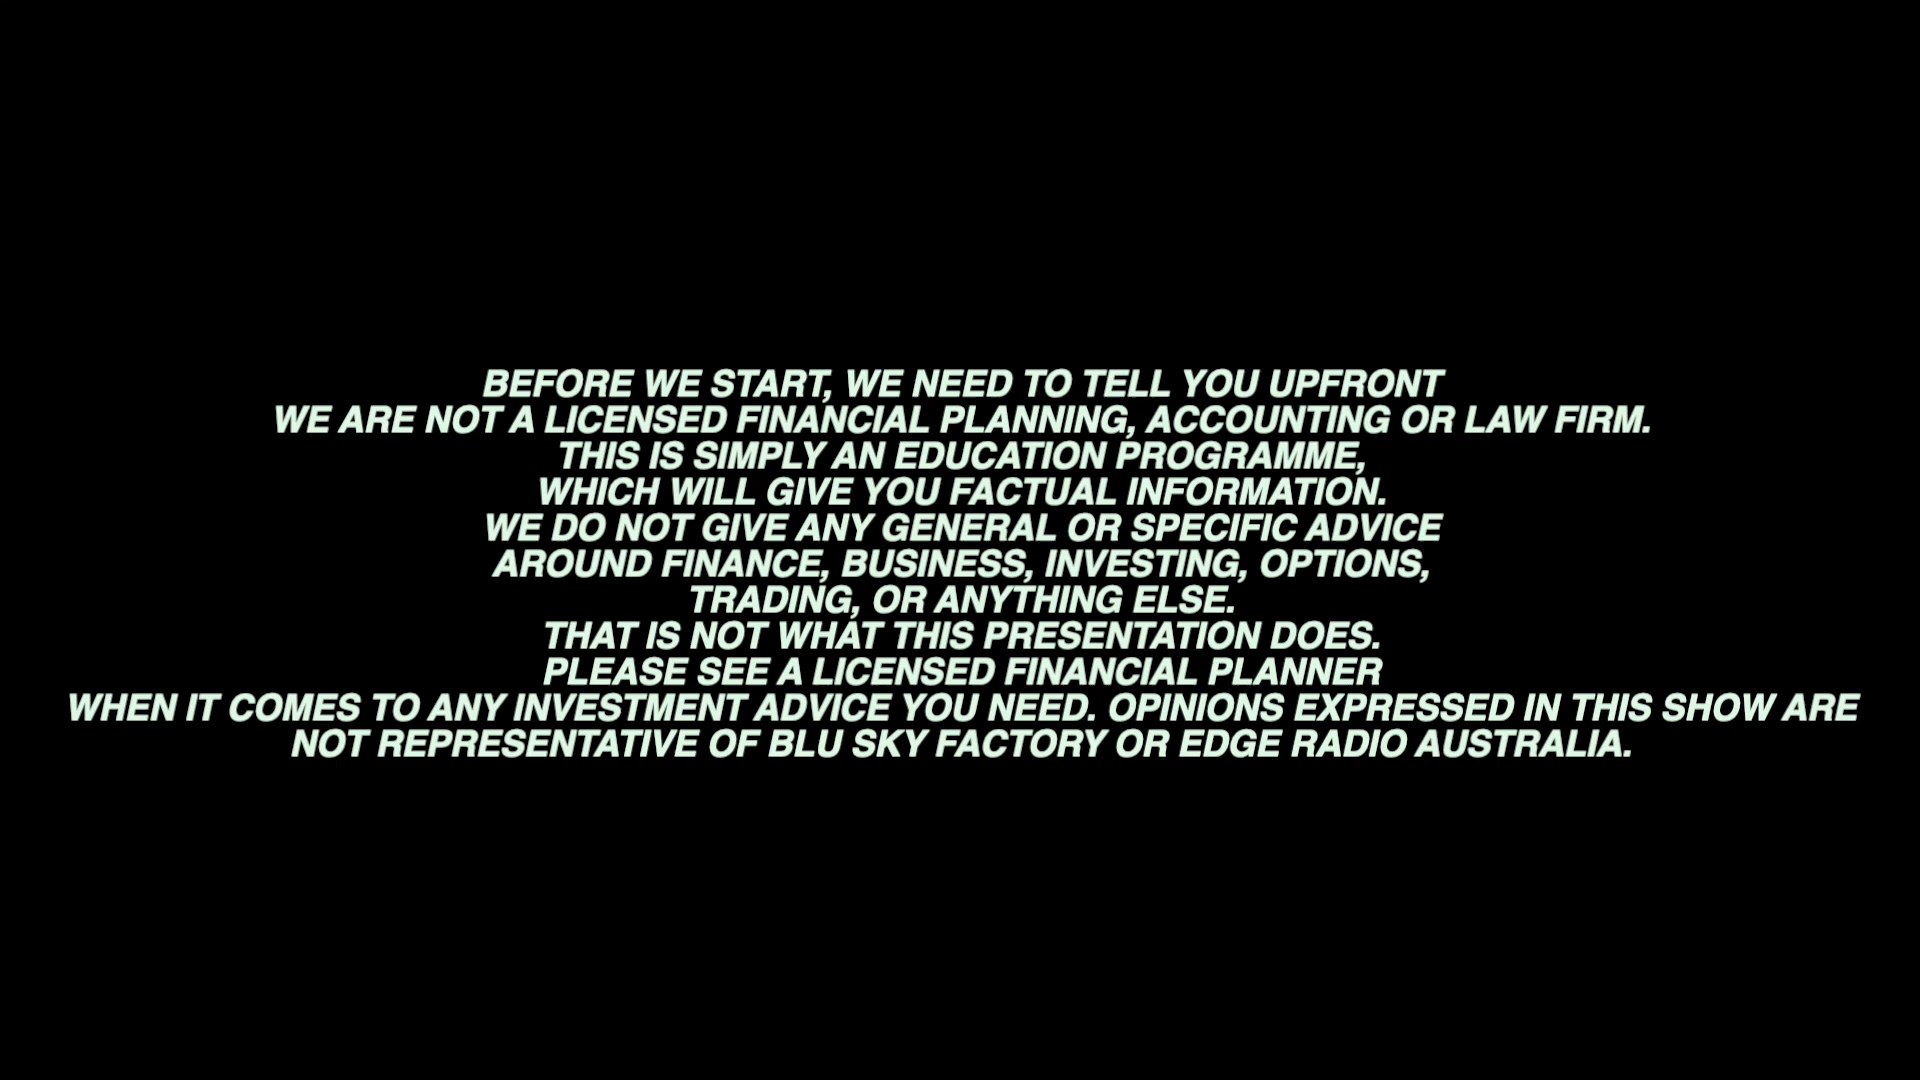 BEFORE WE START, WE NEED TO TELL YOU UPFRONT
WE ARE NOT A LICENSED FINANCIAL PLANNING, ACCOUNTING OR LAW FIRM.
THIS IS SIMPLY AN EDUCATION PROGRAMME,
WHICH WILL GIVE YOU FACTUAL INFORMATION.
WE DO NOT GIVE ANY GENERAL OR SPECIFIC ADVICE
AROUND FINANCE, BUSINESS, INVESTING, OPTIONS,
TRADING, OR ANYTHING ELSE.
THAT IS NOT WHAT THIS PRESENTATION DOES.
PLEASE SEE A LICENSED FINANCIAL PLANNER
WHEN IT COMES TO ANY INVESTMENT ADVICE YOU NEED. OPINIONS EXPRESSED IN THIS SHOW ARE
NOT REPRESENTATIVE OF BLU SKY FACTORY OR EDGE RADIO AUSTRALIA.